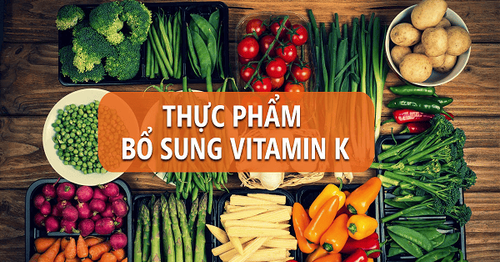 THỰC PHẨM
BỔ SUNG VITAMIN K